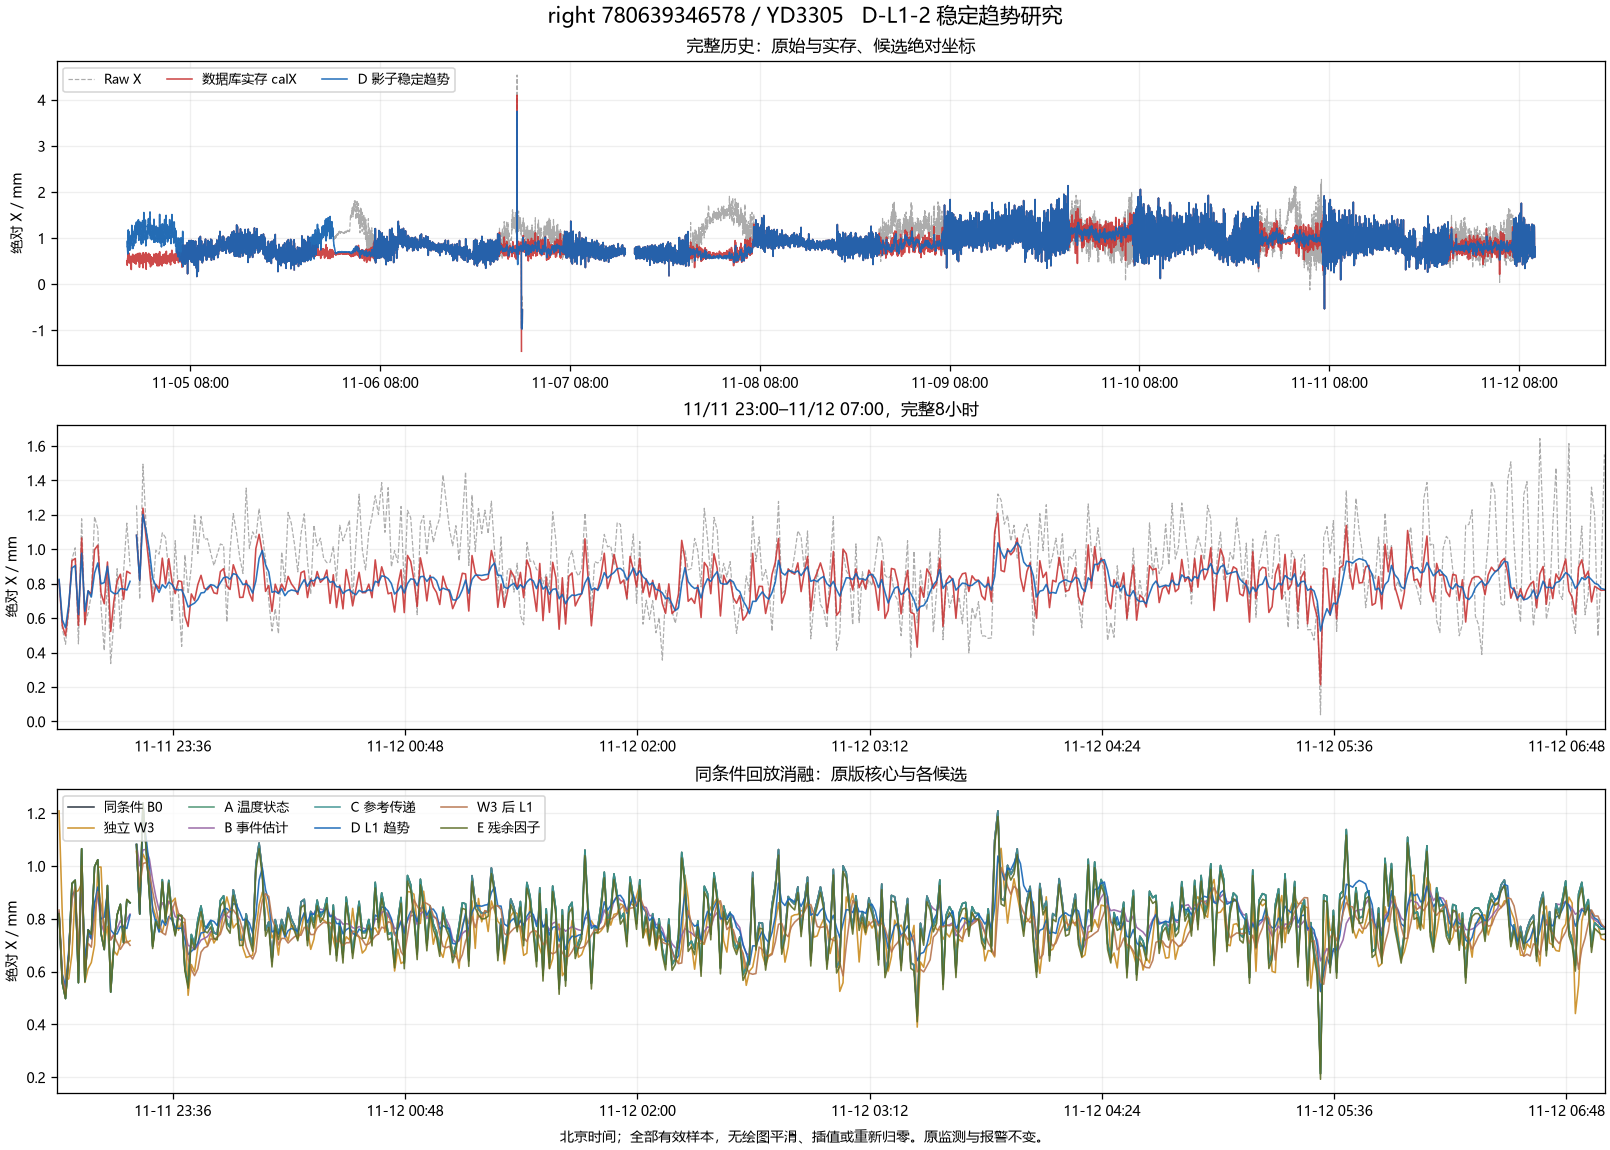 right 780639346578 / YD3305   D-L1-2 稳定趋势研究
完整历史：原始与实存、候选绝对坐标
Raw X
数据库实存 calX
D 影子稳定趋势
绝对 X / mm
4
3
2
1
0
-1
11-05 08:00
11-06 08:00
11-07 08:00
11-08 08:00
11-09 08:00
11-10 08:00
11-11 08:00
11-12 08:00
11/11 23:00–11/12 07:00，完整8小时
绝对 X / mm
1.6
1.4
1.2
1.0
0.8
0.6
0.4
0.2
0.0
11-11 23:36
11-12 00:48
11-12 02:00
11-12 03:12
11-12 04:24
11-12 05:36
11-12 06:48
同条件回放消融：原版核心与各候选
同条件 B0
A 温度状态
C 参考传递
W3 后 L1
独立 W3
B 事件估计
D L1 趋势
E 残余因子
绝对 X / mm
1.2
1.0
0.8
0.6
0.4
0.2
11-11 23:36
11-12 00:48
11-12 02:00
11-12 03:12
11-12 04:24
11-12 05:36
11-12 06:48
北京时间；全部有效样本，无绘图平滑、插值或重新归零。原监测与报警不变。